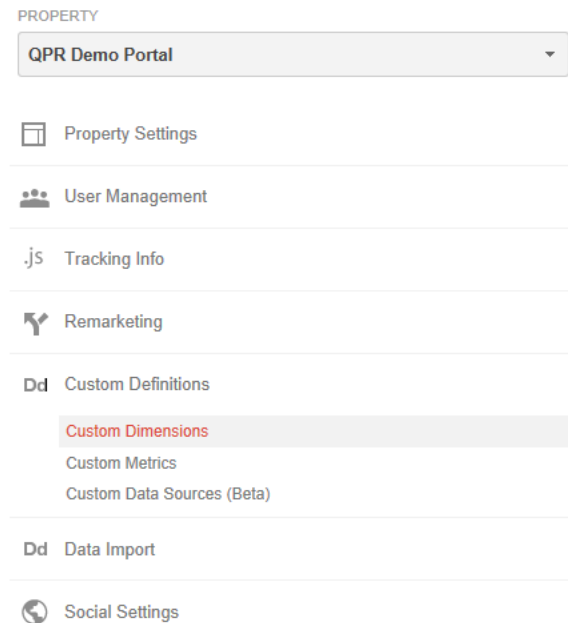 PROPERTY
QPR Demo Portal
Property Settings
User Management
.js Tracking Info
Remarketing
Dd Custom Definitions
Custom Dimensions
Custom Metrics
Custom Data Sources (Beta)
Dd Data Import
Social Settings